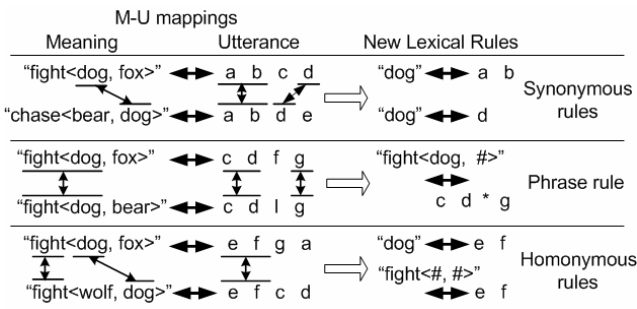 M-U mappings
Meaning Utterance New Lexical Rules
“fight<dog, fox>” a b c d “dog” a b
Synonymous
“chase<bear, dog>” a b d e “dog” d
rules
“fight<dog, fox>” c d f g “fight<dog, #>”
Phrase rule
“fight<dog, bear>” c d l g c d * g
“fight<dog, fox>” e f g a “dog” e f
Homonymous
“fight<#, #>”
rules
“fight<wolf, dog>” e f c d e f